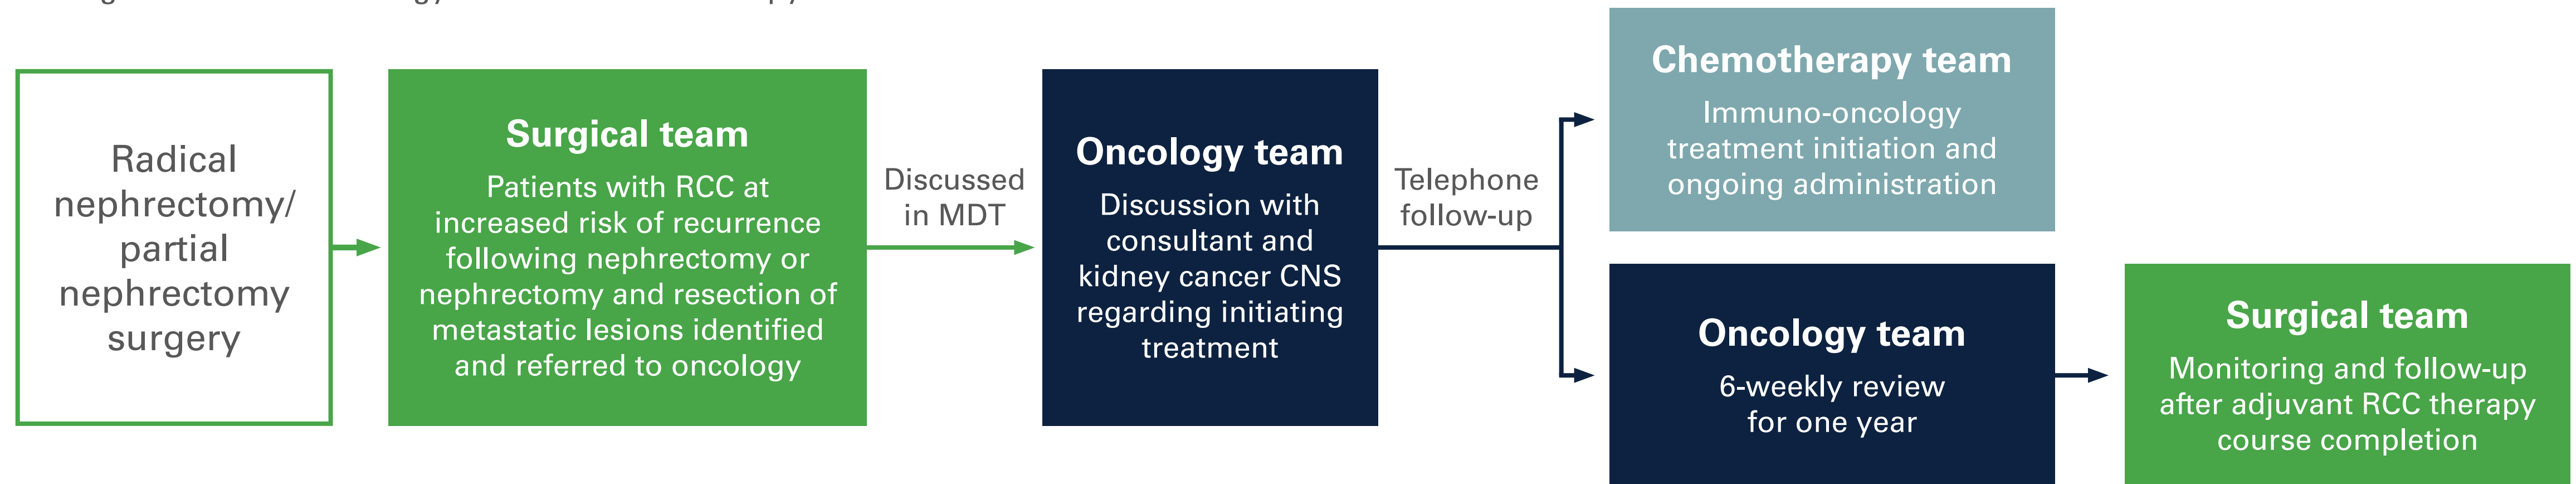 Radical
nephrectomy/
partial
nephrectomy
surgery
Surgical team
Patients with RCC at
increased risk of recurrence
following nephrectomy or
nephrectomy and resection of
metastatic lesions identified
and referred to oncology
Discussed
in MDT
Oncology team
Discussion with
consultant and
kidney cancer CNS
regarding initiating
treatment
Telephone
follow-up
Chemotherapy team
Immuno-oncology
treatment initiation and
ongoing administration
Oncology team
6-weekly review
for one year
Surgical team
Monitoring and follow-up
after adjuvant RCC therapy
course completion